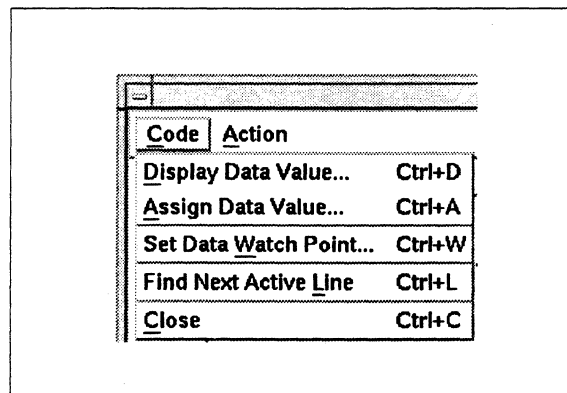 Code Action
Display Data Value... Ctrl+D
Assign Data Value... Ctrl+A
Set Data Watch Point... Ctrl+W
Find Next Active Line Ctrl+L
Close Ctrl+C